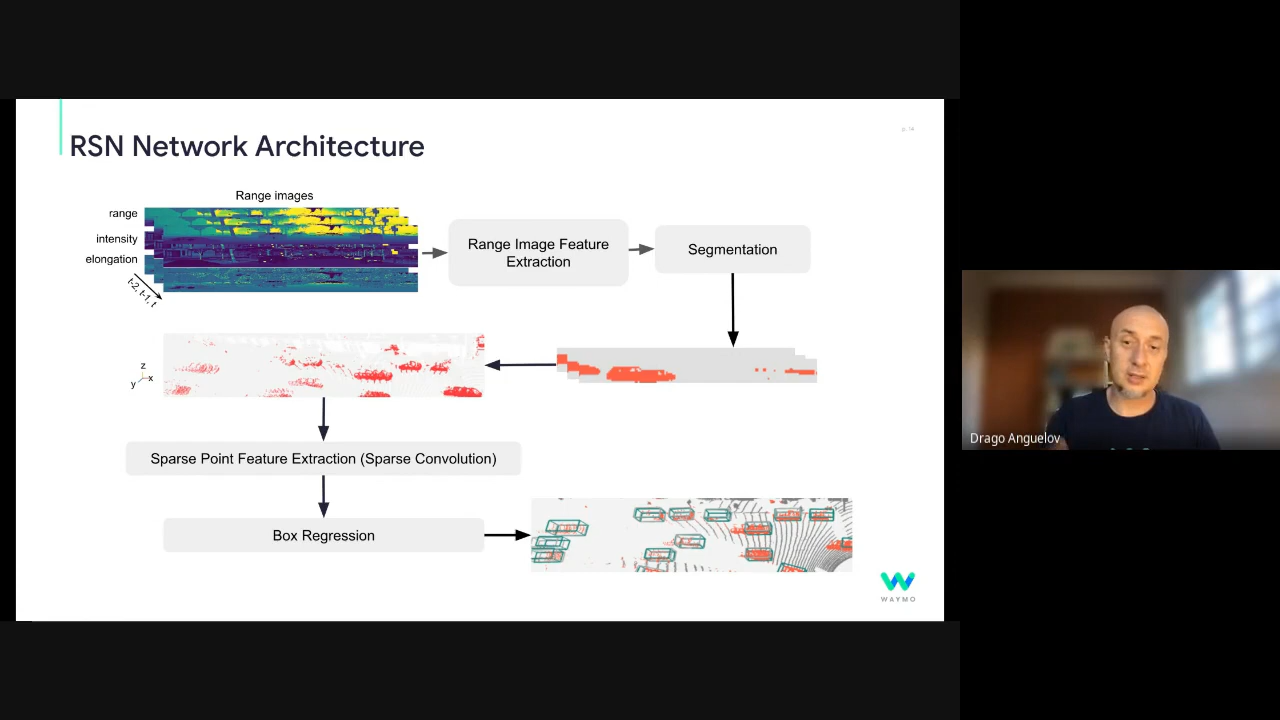 RSN Network Architecture
p. 14
Range images
range
intensity
elongation
t-2, t-1, t
Range Image Feature
Extraction
Segmentation
z
y
x
Sparse Point Feature Extraction (Sparse Convolution)
Box Regression
WAYMO
Drago Anguelov